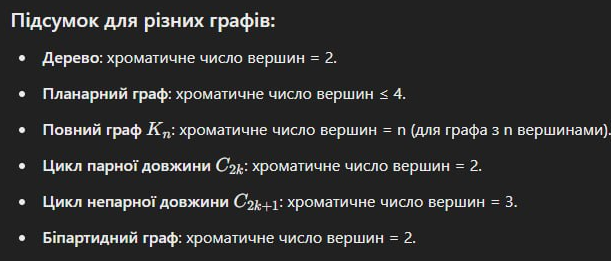 Підсумок для різних графів:
• Дерево: хроматичне число вершин = 2.
• Планарний граф: хроматичне число вершин ≤ 4.
• Повний граф Kₙ: хроматичне число вершин = n (для графа з n вершинами).
• Цикл парної довжини C₂ₖ: хроматичне число вершин = 2.
• Цикл непарної довжини C₂ₖ₊₁: хроматичне число вершин = 3.
• Біпартидний граф: хроматичне число вершин = 2.